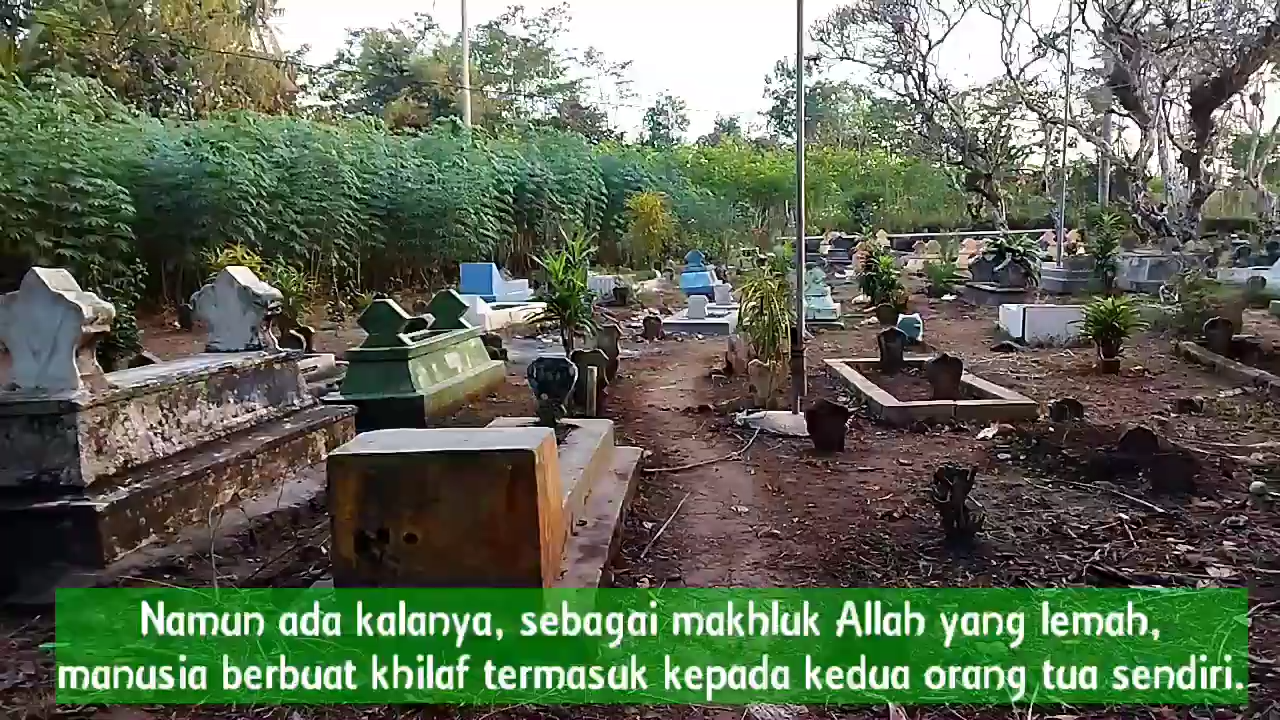 Namun ada kalanya, sebagai makhluk Allah yang lemah,
manusia berbuat khilaf termasuk kepada kedua orang tua sendiri.